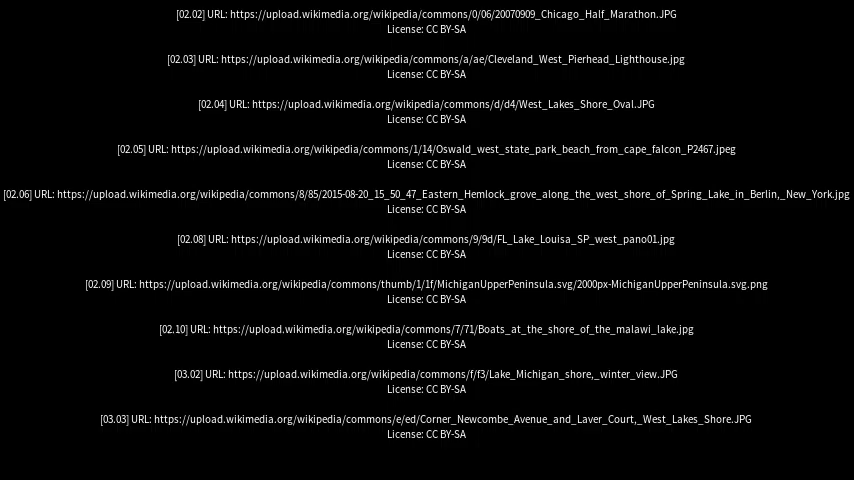 [02.02] URL: https://upload.wikimedia.org/wikipedia/commons/0/06/20070909_Chicago_Half_Marathon.JPG
License: CC BY-SA
[02.03] URL: https://upload.wikimedia.org/wikipedia/commons/a/ae/Cleveland_West_Pierhead_Lighthouse.jpg
License: CC BY-SA
[02.04] URL: https://upload.wikimedia.org/wikipedia/commons/d/d4/West_Lakes_Shore_Oval.JPG
License: CC BY-SA
[02.05] URL: https://upload.wikimedia.org/wikipedia/commons/1/14/Oswald_west_state_park_beach_from_cape_falcon_P2467.jpeg
License: CC BY-SA
[02.06] URL: https://upload.wikimedia.org/wikipedia/commons/8/85/2015-08-20_15_50_47_Eastern_Hemlock_grove_along_the_west_shore_of_Spring_Lake_in_Berlin,_New_York.jpg
License: CC BY-SA
[02.08] URL: https://upload.wikimedia.org/wikipedia/commons/9/9d/FL_Lake_Louisa_SP_west_pano01.jpg
License: CC BY-SA
[02.09] URL: https://upload.wikimedia.org/wikipedia/commons/thumb/1/1f/MichiganUpperPeninsula.svg/2000px-MichiganUpperPeninsula.svg.png
License: CC BY-SA
[02.10] URL: https://upload.wikimedia.org/wikipedia/commons/7/71/Boats_at_the_shore_of_the_malawi_lake.jpg
License: CC BY-SA
[03.02] URL: https://upload.wikimedia.org/wikipedia/commons/f/f3/Lake_Michigan_shore,_winter_view.JPG
License: CC BY-SA
[03.03] URL: https://upload.wikimedia.org/wikipedia/commons/e/ed/Corner_Newcombe_Avenue_and_Laver_Court,_West_Lakes_Shore.JPG
License: CC BY-SA